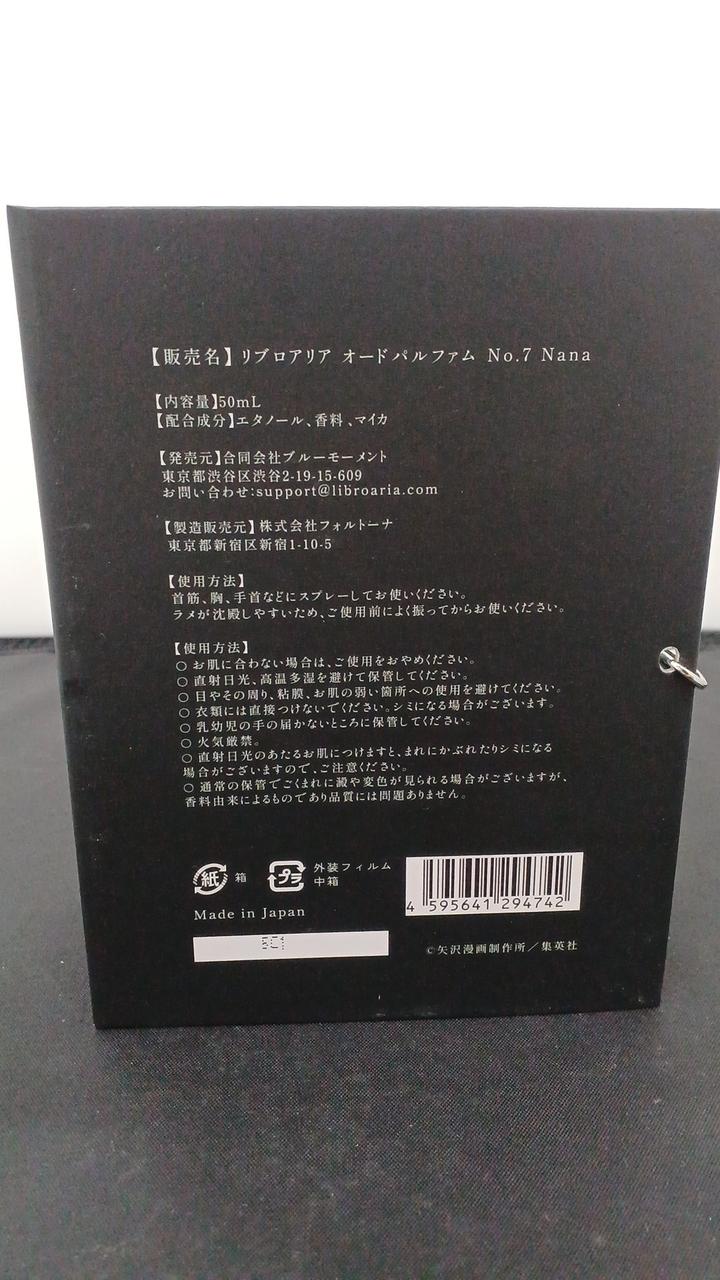 【販売名】リブロアリア オードパルファム No.7 Nana
【内容量】50mL
【配合成分】エタノール、香料、マイカ
【発売元】合同会社ブルーモーメント
東京都渋谷区渋谷2-19-15-609
お問い合わせ:support@libroaria.com
【製造販売元】株式会社フォルトーナ
東京都新宿区新宿1-10-5
【使用方法】
首筋、胸、手首などにスプレーしてお使いください。
ラメが沈殿しやすいため、ご使用前によく振ってからお使いください。
【使用方法】
○ お肌に合わない場合は、ご使用をおやめください。
○ 直射日光、高温多湿を避けて保管してください。
○ 目やその周り、粘膜、お肌の弱い箇所への使用を避けてください。
○ 衣類には直接つけないでください。シミになる場合がございます。
○ 乳幼児の手の届かないところに保管してください。
○ 火気厳禁。
○ 直射日光のあたるお肌につけますと、まれにかぶれたりシミになる
場合がございますので、ご注意ください。
○ 通常の保管でごくまれに澱や変色が見られる場合がございますが、
香料由来によるものであり品質には問題ありません。
紙 箱 プラ 外装フィルム
中箱
Made in Japan
4 595641 294742
©矢沢漫画制作所／集英社